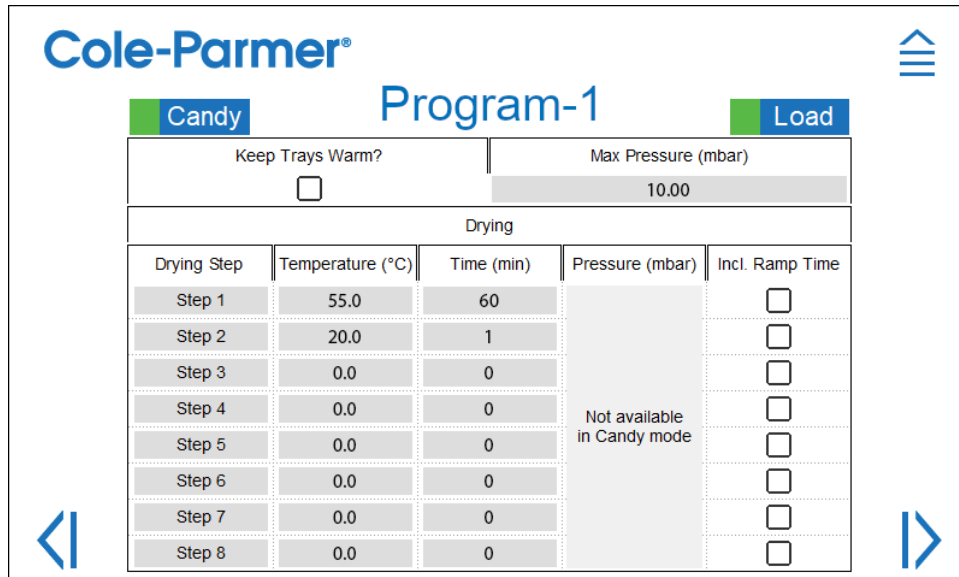 Cole-Parmer®
Program-1
Candy
Load
Keep Trays Warm? Max Pressure (mbar)
10.00
Drying
Drying Step Temperature (°C) Time (min) Pressure (mbar) Incl. Ramp Time
Step 1 55.0 60
Step 2 20.0 1
Step 3 0.0 0
Step 4 0.0 0
Not available
in Candy mode
Step 5 0.0 0
Step 6 0.0 0
Step 7 0.0 0
Step 8 0.0 0